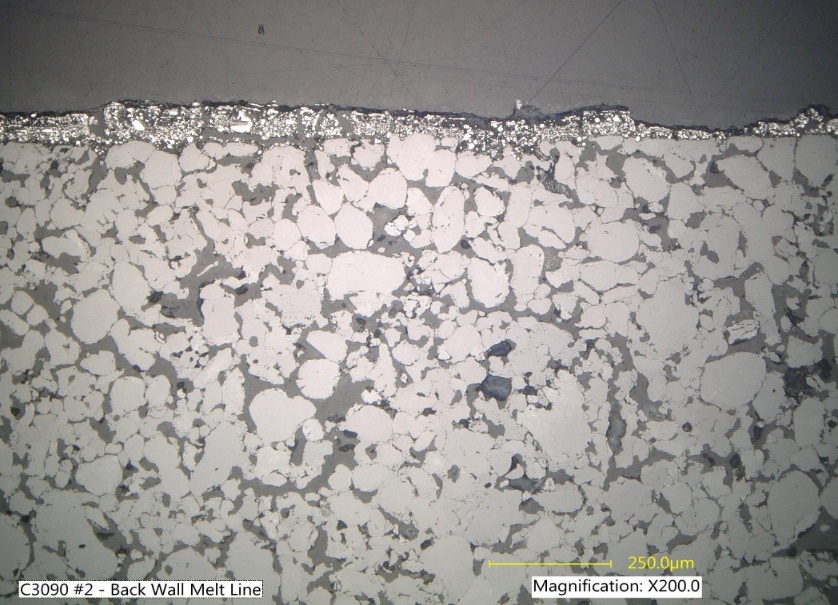 250.0µm
C3090 #2 - Back Wall Melt Line
Magnification: X200.0